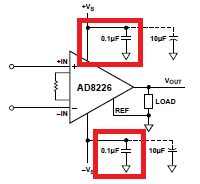 +VS
0.1µF
10µF
+IN
AD8226
VOUT
LOAD
REF
–IN
0.1µF
10µF
–VS